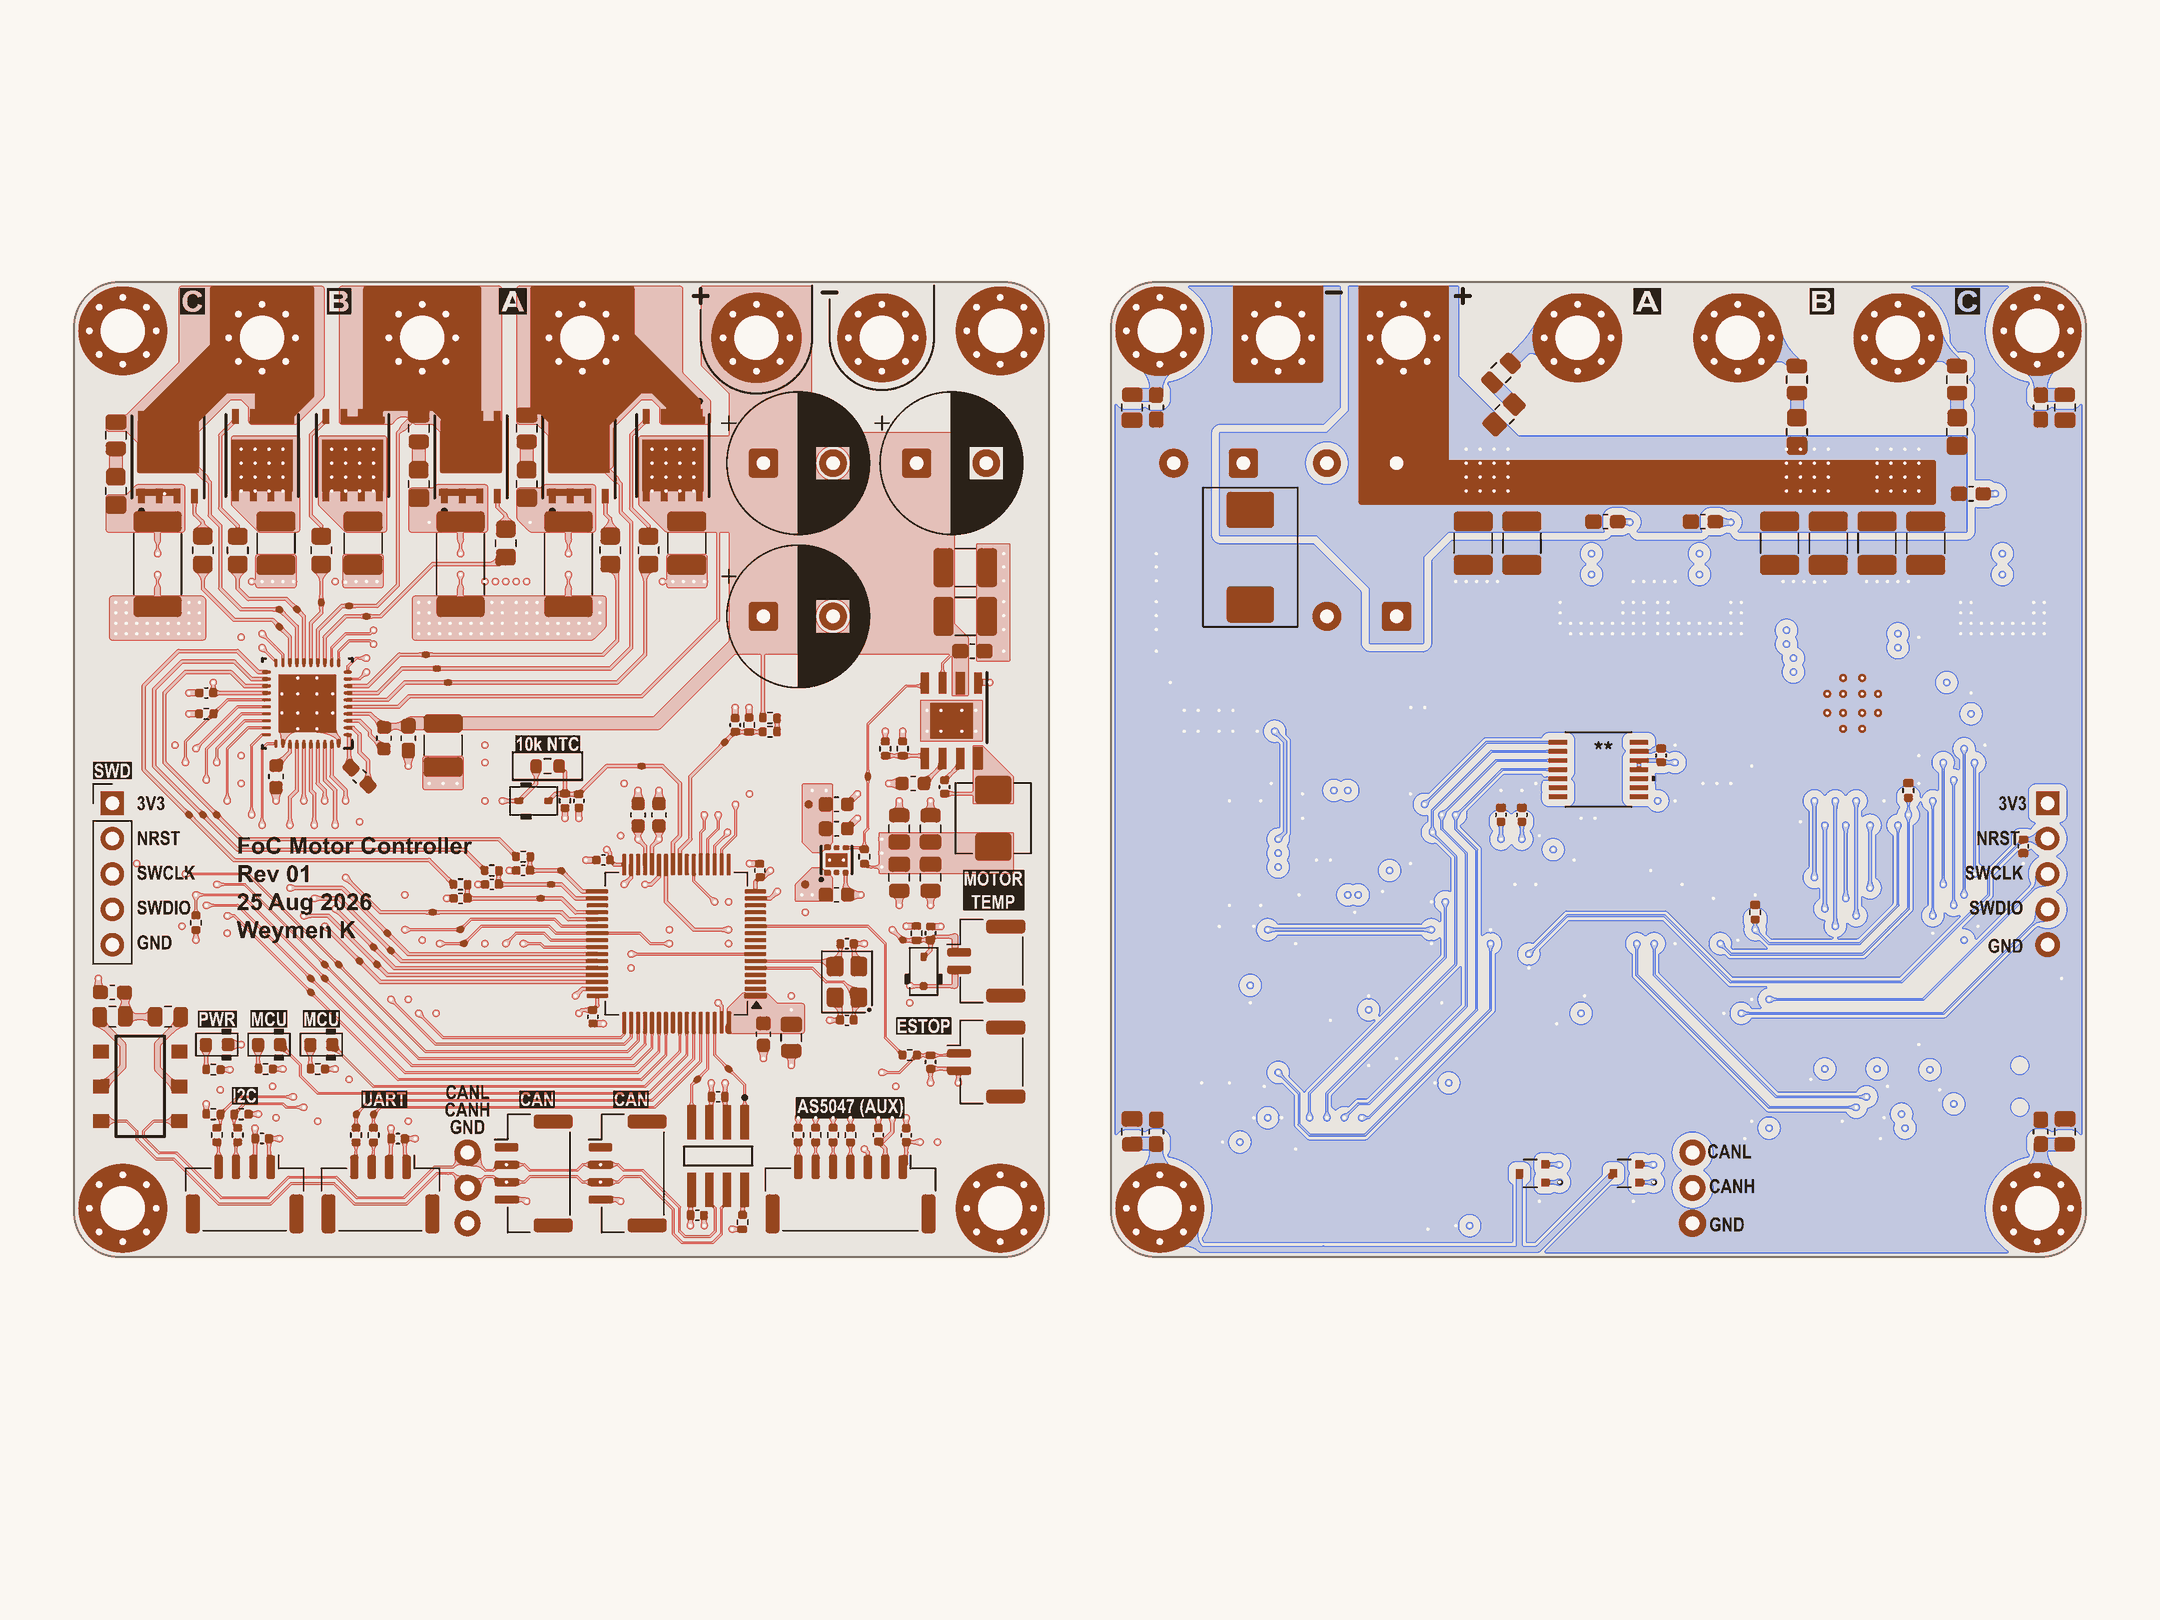 C
B
A
+
−
+
+
+
10k NTC
SWD
3V3
NRST
SWCLK
SWDIO
GND
FoC Motor Controller
Rev 01
25 Aug 2026
Weymen K
MOTOR
TEMP
ESTOP
PWR
MCU
MCU
I2C
UART
CANL
CANH
GND
CAN
CAN
AS5047 (AUX)
−
+
A
B
C
**
3V3
NRST
SWCLK
SWDIO
GND
CANL
CANH
GND